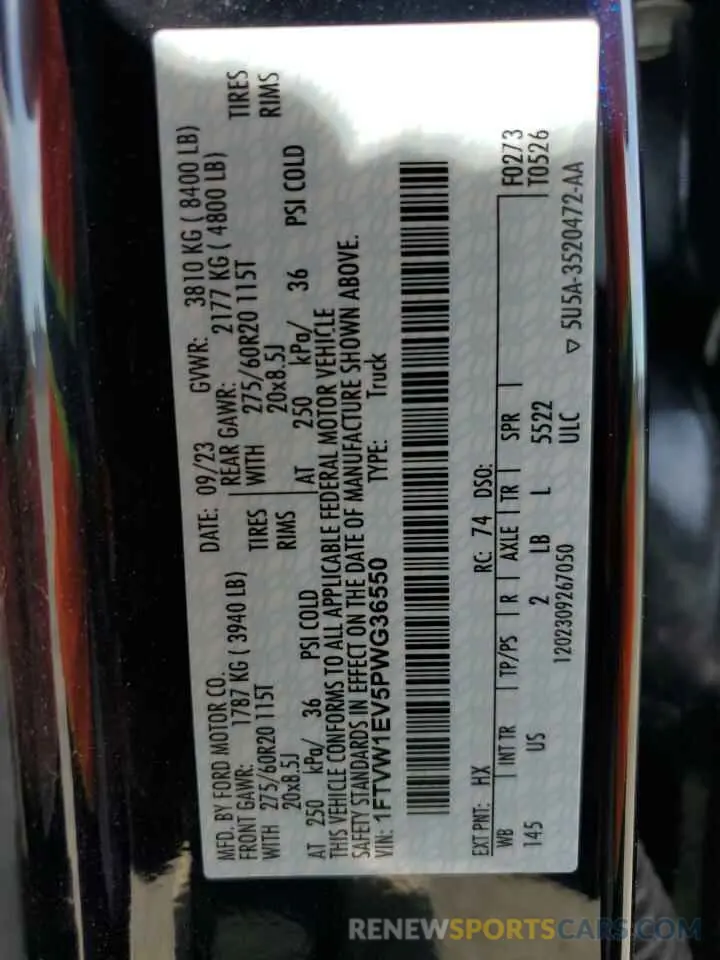 MFD. BY FORD MOTOR CO. DATE: 09/23 GVWR: 3810 KG ( 8400 LB)
FRONT GAWR: 1787 KG ( 3940 LB) REAR GAWR: 2177 KG ( 4800 LB)
WITH 275/60R20 115T TIRES WITH 275/60R20 115T TIRES
20x8.5J RIMS 20x8.5J RIMS
AT 250 kPa/ 36 PSI COLD AT 250 kPa/ 36 PSI COLD
THIS VEHICLE CONFORMS TO ALL APPLICABLE FEDERAL MOTOR VEHICLE
SAFETY STANDARDS IN EFFECT ON THE DATE OF MANUFACTURE SHOWN ABOVE.
VIN: 1FTVW1EV5PWG36550 TYPE: Truck
EXT PNT: HX RC: 74 DSO: F0273
WB INT TR TP/PS R AXLE TR SPR T0526
145 US 2 LB L 5522
1202309267050 ULC ▽ 5U5A-3520472-AA
RENEWSPORTSCARS.COM